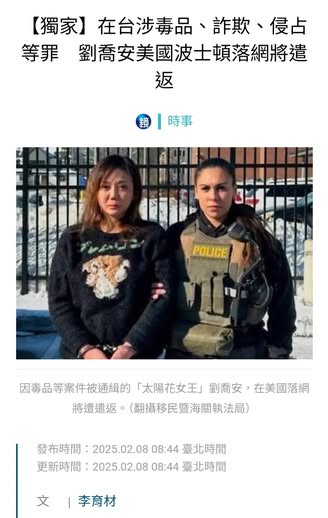 【獨家】在台涉毒品、詐欺、侵占
等罪　劉喬安美國波士頓落網將遣
返
鏡
時事
POLICE
因毒品等案件被通緝的「太陽花女王」劉喬安，在美國落網
將遭遣返。（翻攝移民暨海關執法局）
發布時間：2025.02.08 08:44 臺北時間
更新時間：2025.02.08 08:44 臺北時間
文　|　李育材